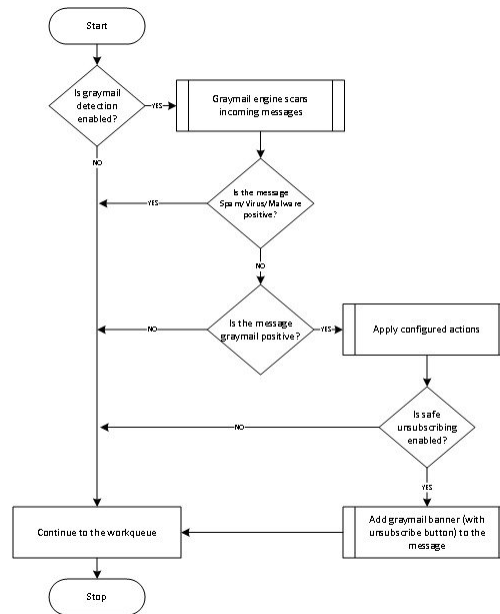 Start
Is graymail
detection
enabled?
YES
Graymail engine scans
incoming messages
NO
Is the message
Spam/Virus/Malware
positive?
YES
NO
Is the message
graymail positive?
NO
YES
Apply configured actions
Is safe
unsubscribing
enabled?
NO
YES
Continue to the workqueue
Add graymail banner (with
unsubscribe button) to the
message
Stop